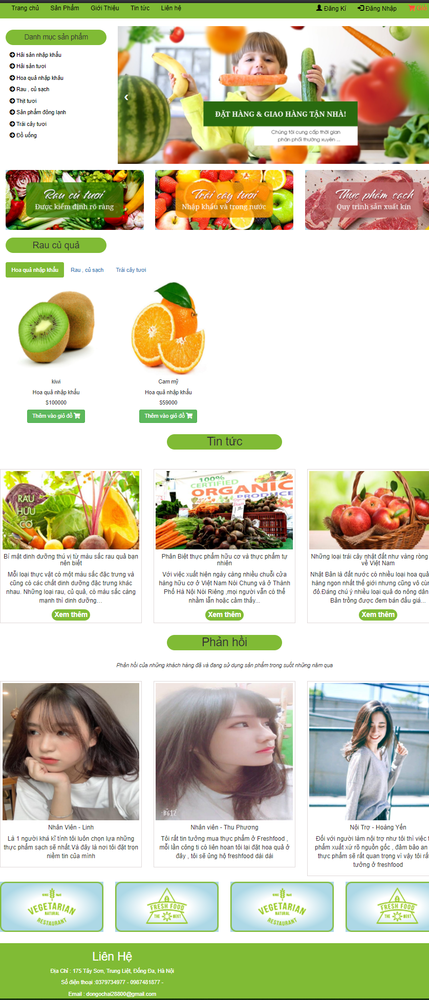 Trang chủ Sản Phẩm Giới Thiệu Tin tức Liên hệ Đăng Kí Đăng Nhập Giỏ
Danh mục sản phẩm
Hải sản nhập khẩu
Hải sản tươi
Hoa quả nhập khẩu
Rau , củ sạch
Thịt tươi
Sản phẩm đông lạnh
Trái cây tươi
Đồ uống
ĐẶT HÀNG & GIAO HÀNG TẬN NHÀ!
Chúng tôi cung cấp thời gian
phân phối thường xuyên ...
Rau củ tươi
Được kiểm định rõ ràng
Trái cây tươi
Nhập khẩu và trong nước
Thực phẩm sạch
Quy trình sản xuất kín
Rau củ quả
Hoa quả nhập khẩu Rau , củ sạch Trái cây tươi
kiwi
Hoa quả nhập khẩu
$100000
Thêm vào giỏ đồ
Cam mỹ
Hoa quả nhập khẩu
$59000
Thêm vào giỏ đồ
Tin tức
RAU
HỮU
CƠ
Bí mật dinh dưỡng thú vị từ màu sắc rau quả bạn
nên biết
Mỗi loại thực vật có một màu sắc đặc trưng và
cũng có các chất dinh dưỡng đặc trưng khác
nhau. Những loại rau, củ quả, có màu sắc càng
mạnh thì dinh dưỡng...
Xem thêm
100%
CERTIFIED
ORGANIC
PRODUCE
Phân Biệt thực phẩm hữu cơ và thực phẩm tự
nhiên
Với việc xuất hiện ngày càng nhiều chuỗi cửa
hàng hữu cơ ở Việt Nam Nói Chung và ở Thành
Phố Hà Nội Nói Riêng ,mọi người vẫn có thể
nhầm lẫn hoặc cảm thấy...
Xem thêm
Những loại trái cây nhật đắt như vàng ròng
về Việt Nam
Nhật Bản là đất nước có nhiều loại hoa quả
hàng ngon nhất thế giới nhưng cũng vô cùn
đỏ.Đáng chú ý nhiều loại quả do nông dân
Bản trồng được đem bán đấu giá...
Xem thêm
Phản hồi
Phản hồi của những khách hàng đã và đang sử dụng sản phẩm trong suốt những năm qua
Nhân Viên - Linh
Là 1 người khá kĩ tính tôi luôn chọn lựa những
thực phẩm sạch sẽ nhất.Và đây là nơi tôi đặt trọn
niềm tin của mình
B612
Nhân viên - Thu Phương
Tôi rất tin tưởng mua thực phẩm ở Freshfood ,
mỗi lần công ti có liên hoan tôi lại đặt hoa quả ở
đây , tôi sẽ ủng hộ freshfood dài dài
Nội Trợ - Hoàng Yến
Đối với người làm nội trợ như tôi thì việc t
phẩm xuất xứ rõ nguồn gốc , đảm bảo an
thực phẩm sẽ rất quan trọng vì vậy tôi rấ
tưởng ở freshfood
VEGETARIAN
NATURAL
RESTAURANT
FRESH FOOD
THE BEST
VEGETARIAN
NATURAL
RESTAURANT
FRESH FOOD
THE BEST
Liên Hệ
Địa Chỉ : 175 Tây Sơn, Trung Liệt, Đống Đa, Hà Nội
Số điện thoại :0379734977 - 0987481877 -
Email : dongochai28800@gmail.com